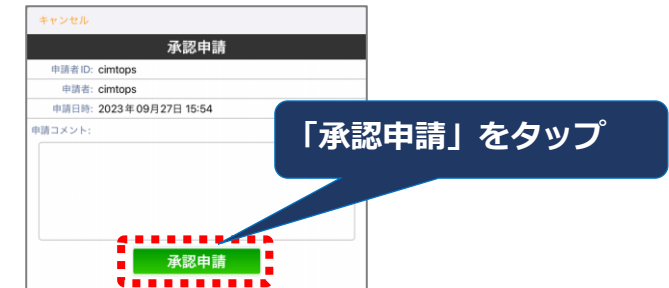 キャンセル
承認申請
申請者ID: cimtops
申請者: cimtops
申請日時: 2023年09月27日 15:54
申請コメント:
「承認申請」をタップ
承認申請